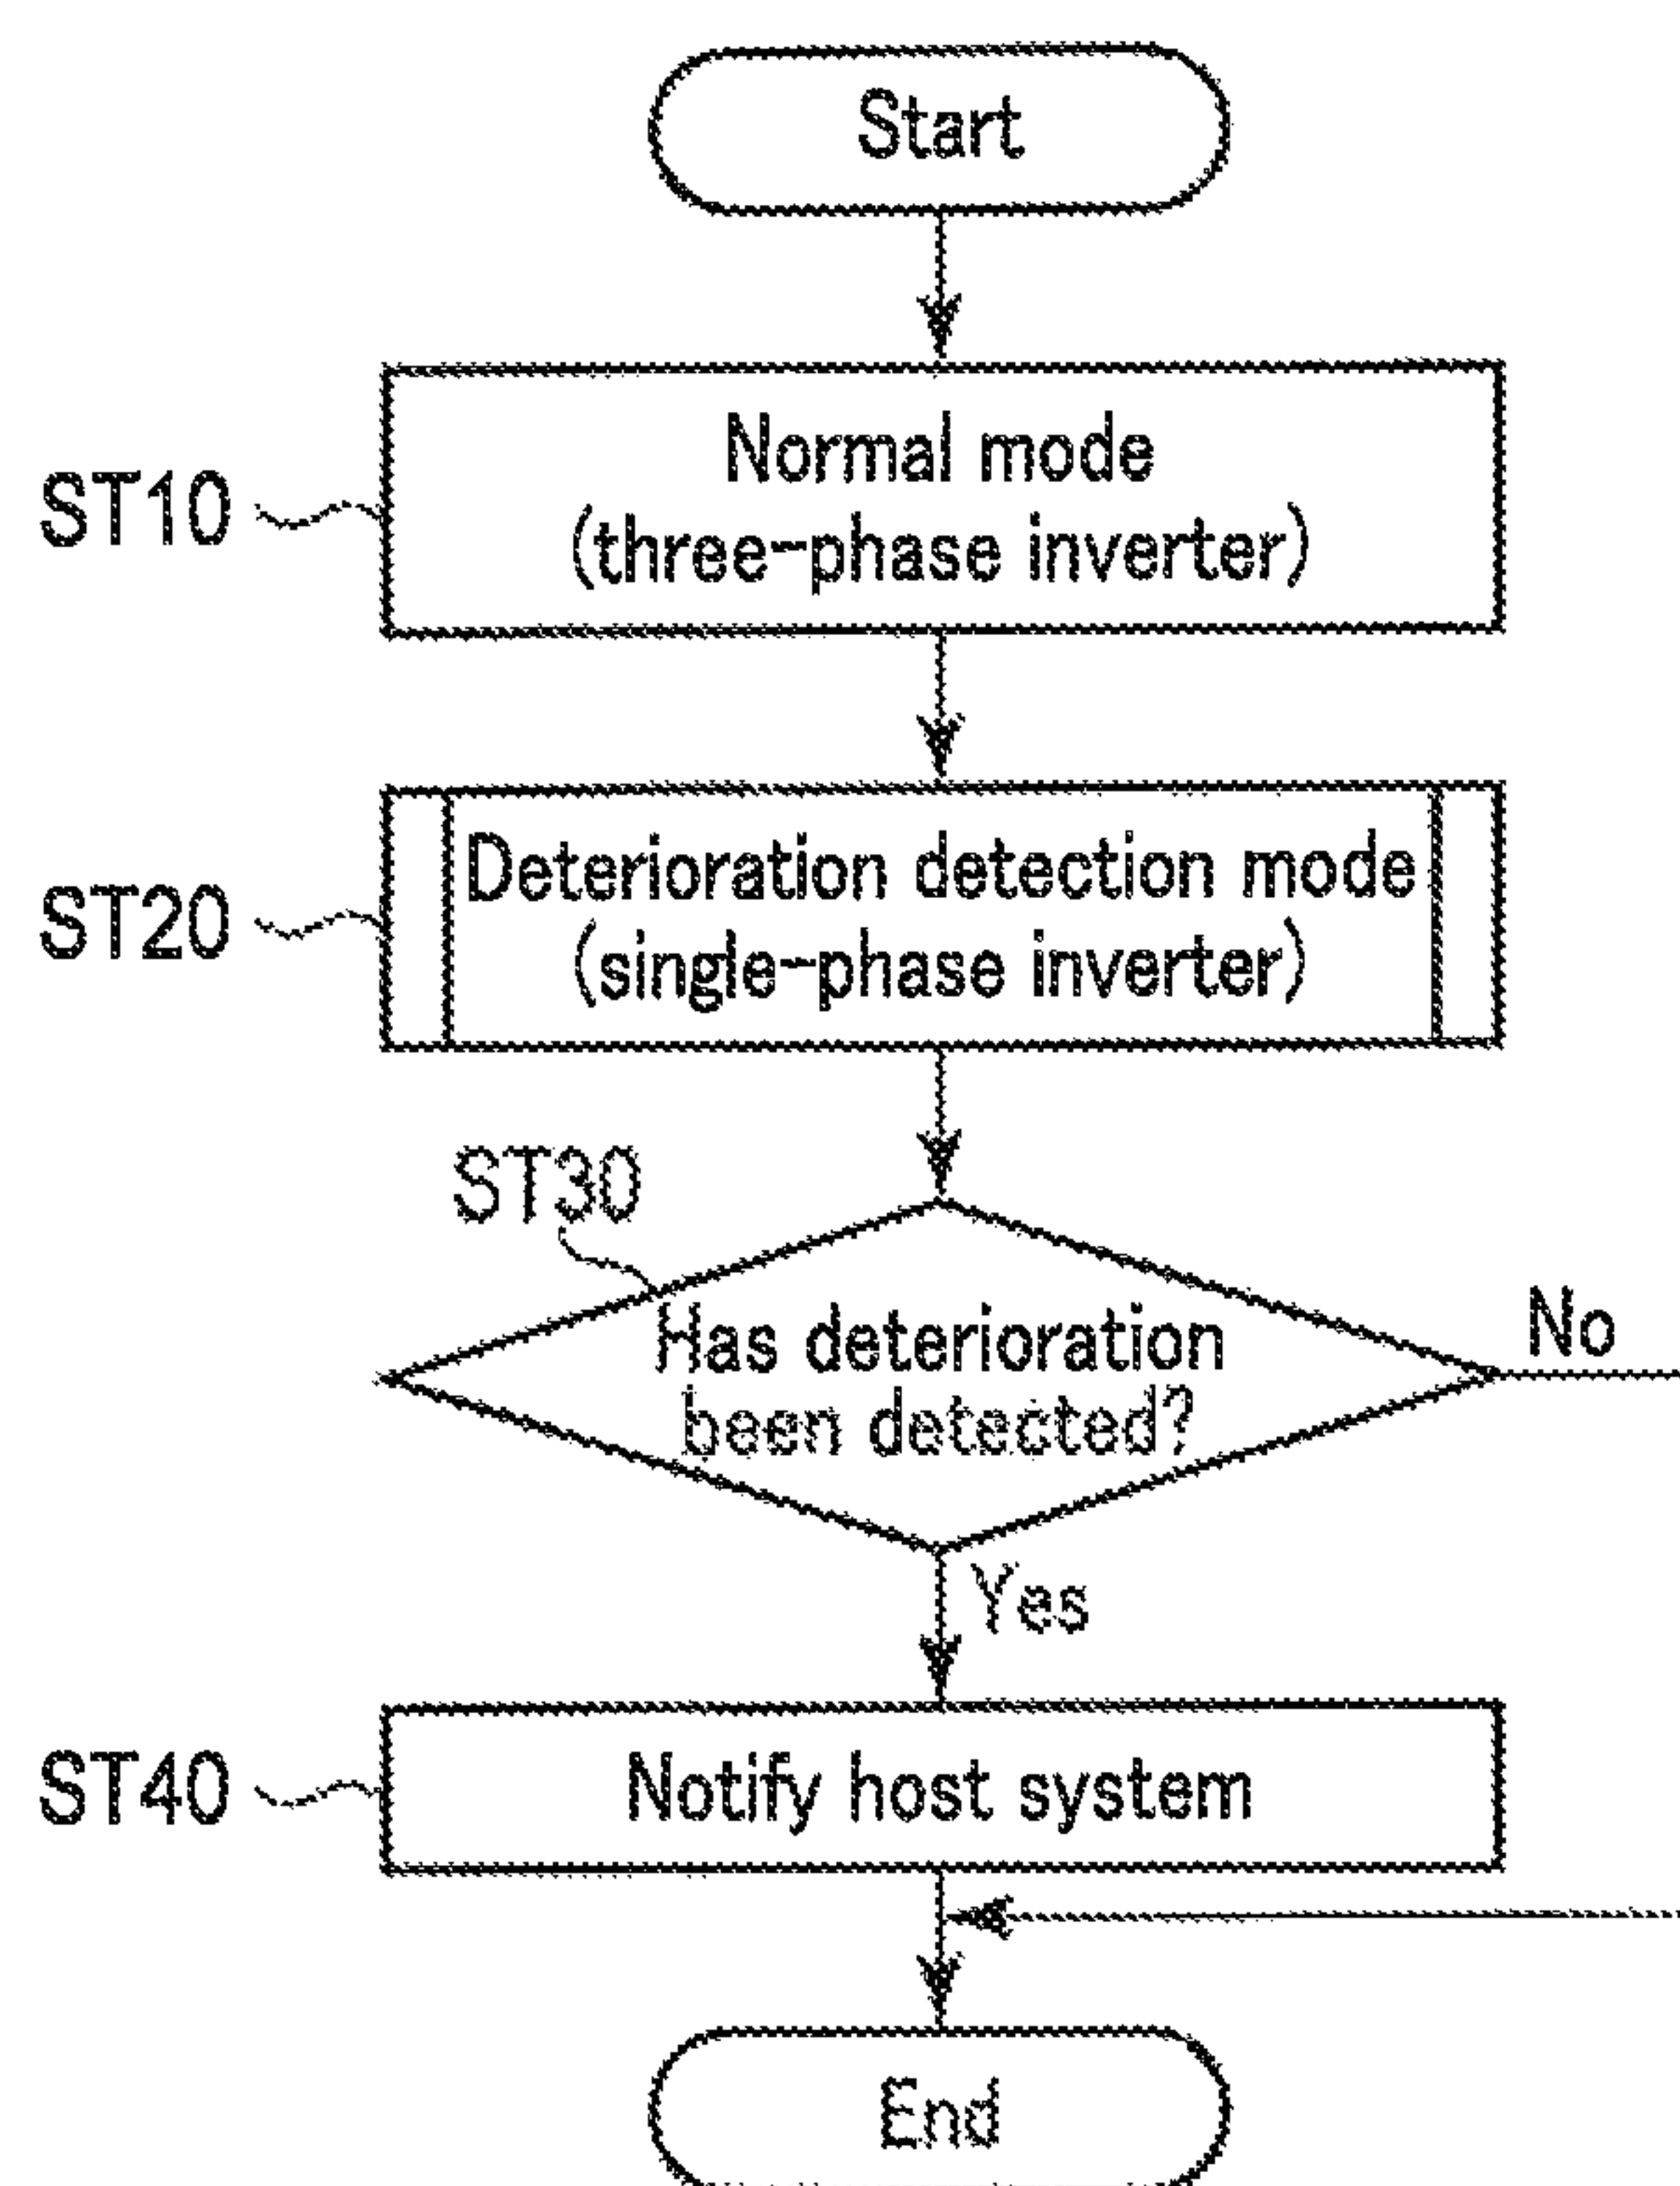 Start
ST10
Normal mode
(three-phase inverter)
ST20
Deterioration detection mode
(single-phase inverter)
ST30
Has deterioration
been detected?
No
Yes
ST40
Notify host system
End